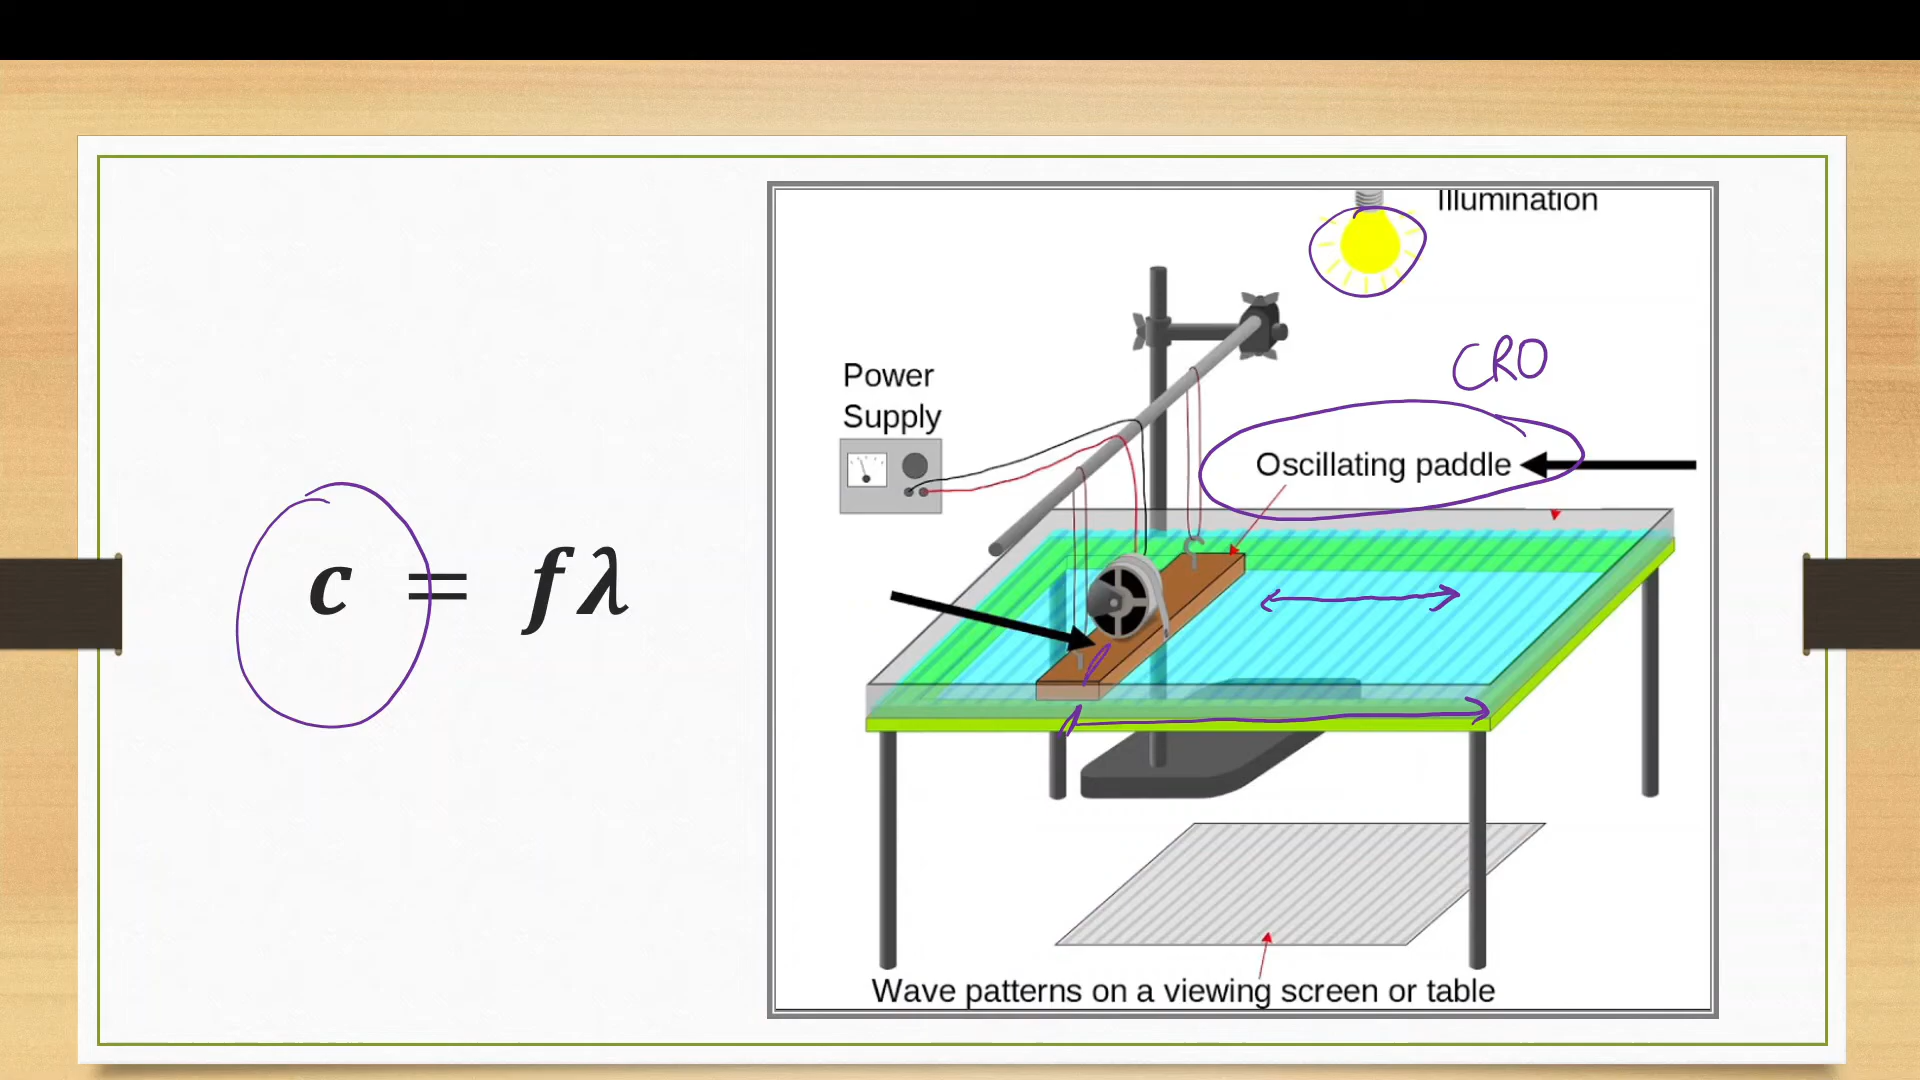 Illumination
CRO
Power
Supply
Oscillating paddle
c = fλ
Wave patterns on a viewing screen or table